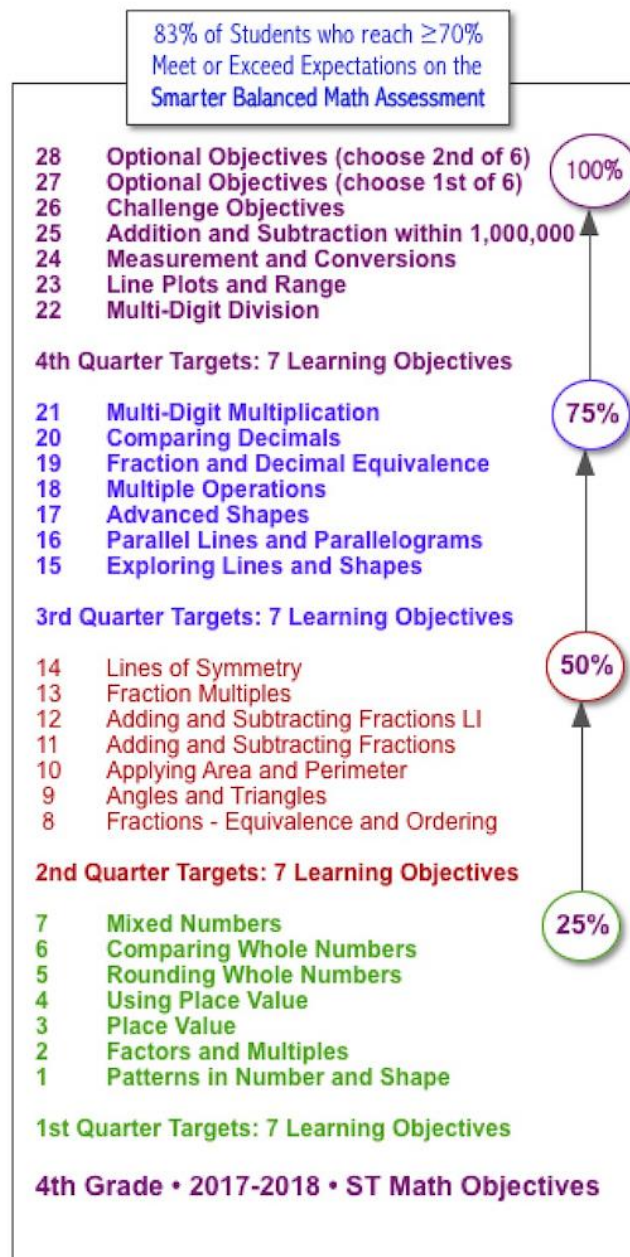 83% of Students who reach ≥70%
Meet or Exceed Expectations on the
Smarter Balanced Math Assessment
28 Optional Objectives (choose 2nd of 6)
27 Optional Objectives (choose 1st of 6)
26 Challenge Objectives
25 Addition and Subtraction within 1,000,000
24 Measurement and Conversions
23 Line Plots and Range
22 Multi-Digit Division
100%
4th Quarter Targets: 7 Learning Objectives
21 Multi-Digit Multiplication
20 Comparing Decimals
19 Fraction and Decimal Equivalence
18 Multiple Operations
17 Advanced Shapes
16 Parallel Lines and Parallelograms
15 Exploring Lines and Shapes
75%
3rd Quarter Targets: 7 Learning Objectives
14 Lines of Symmetry
13 Fraction Multiples
12 Adding and Subtracting Fractions LI
11 Adding and Subtracting Fractions
10 Applying Area and Perimeter
9 Angles and Triangles
8 Fractions - Equivalence and Ordering
50%
2nd Quarter Targets: 7 Learning Objectives
7 Mixed Numbers
6 Comparing Whole Numbers
5 Rounding Whole Numbers
4 Using Place Value
3 Place Value
2 Factors and Multiples
1 Patterns in Number and Shape
25%
1st Quarter Targets: 7 Learning Objectives
4th Grade • 2017-2018 • ST Math Objectives